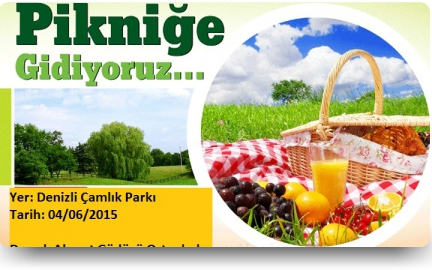 Pikniğe
Gidiyoruz...
Yer: Denizli Çamlık Parkı
Tarih: 04/06/2015